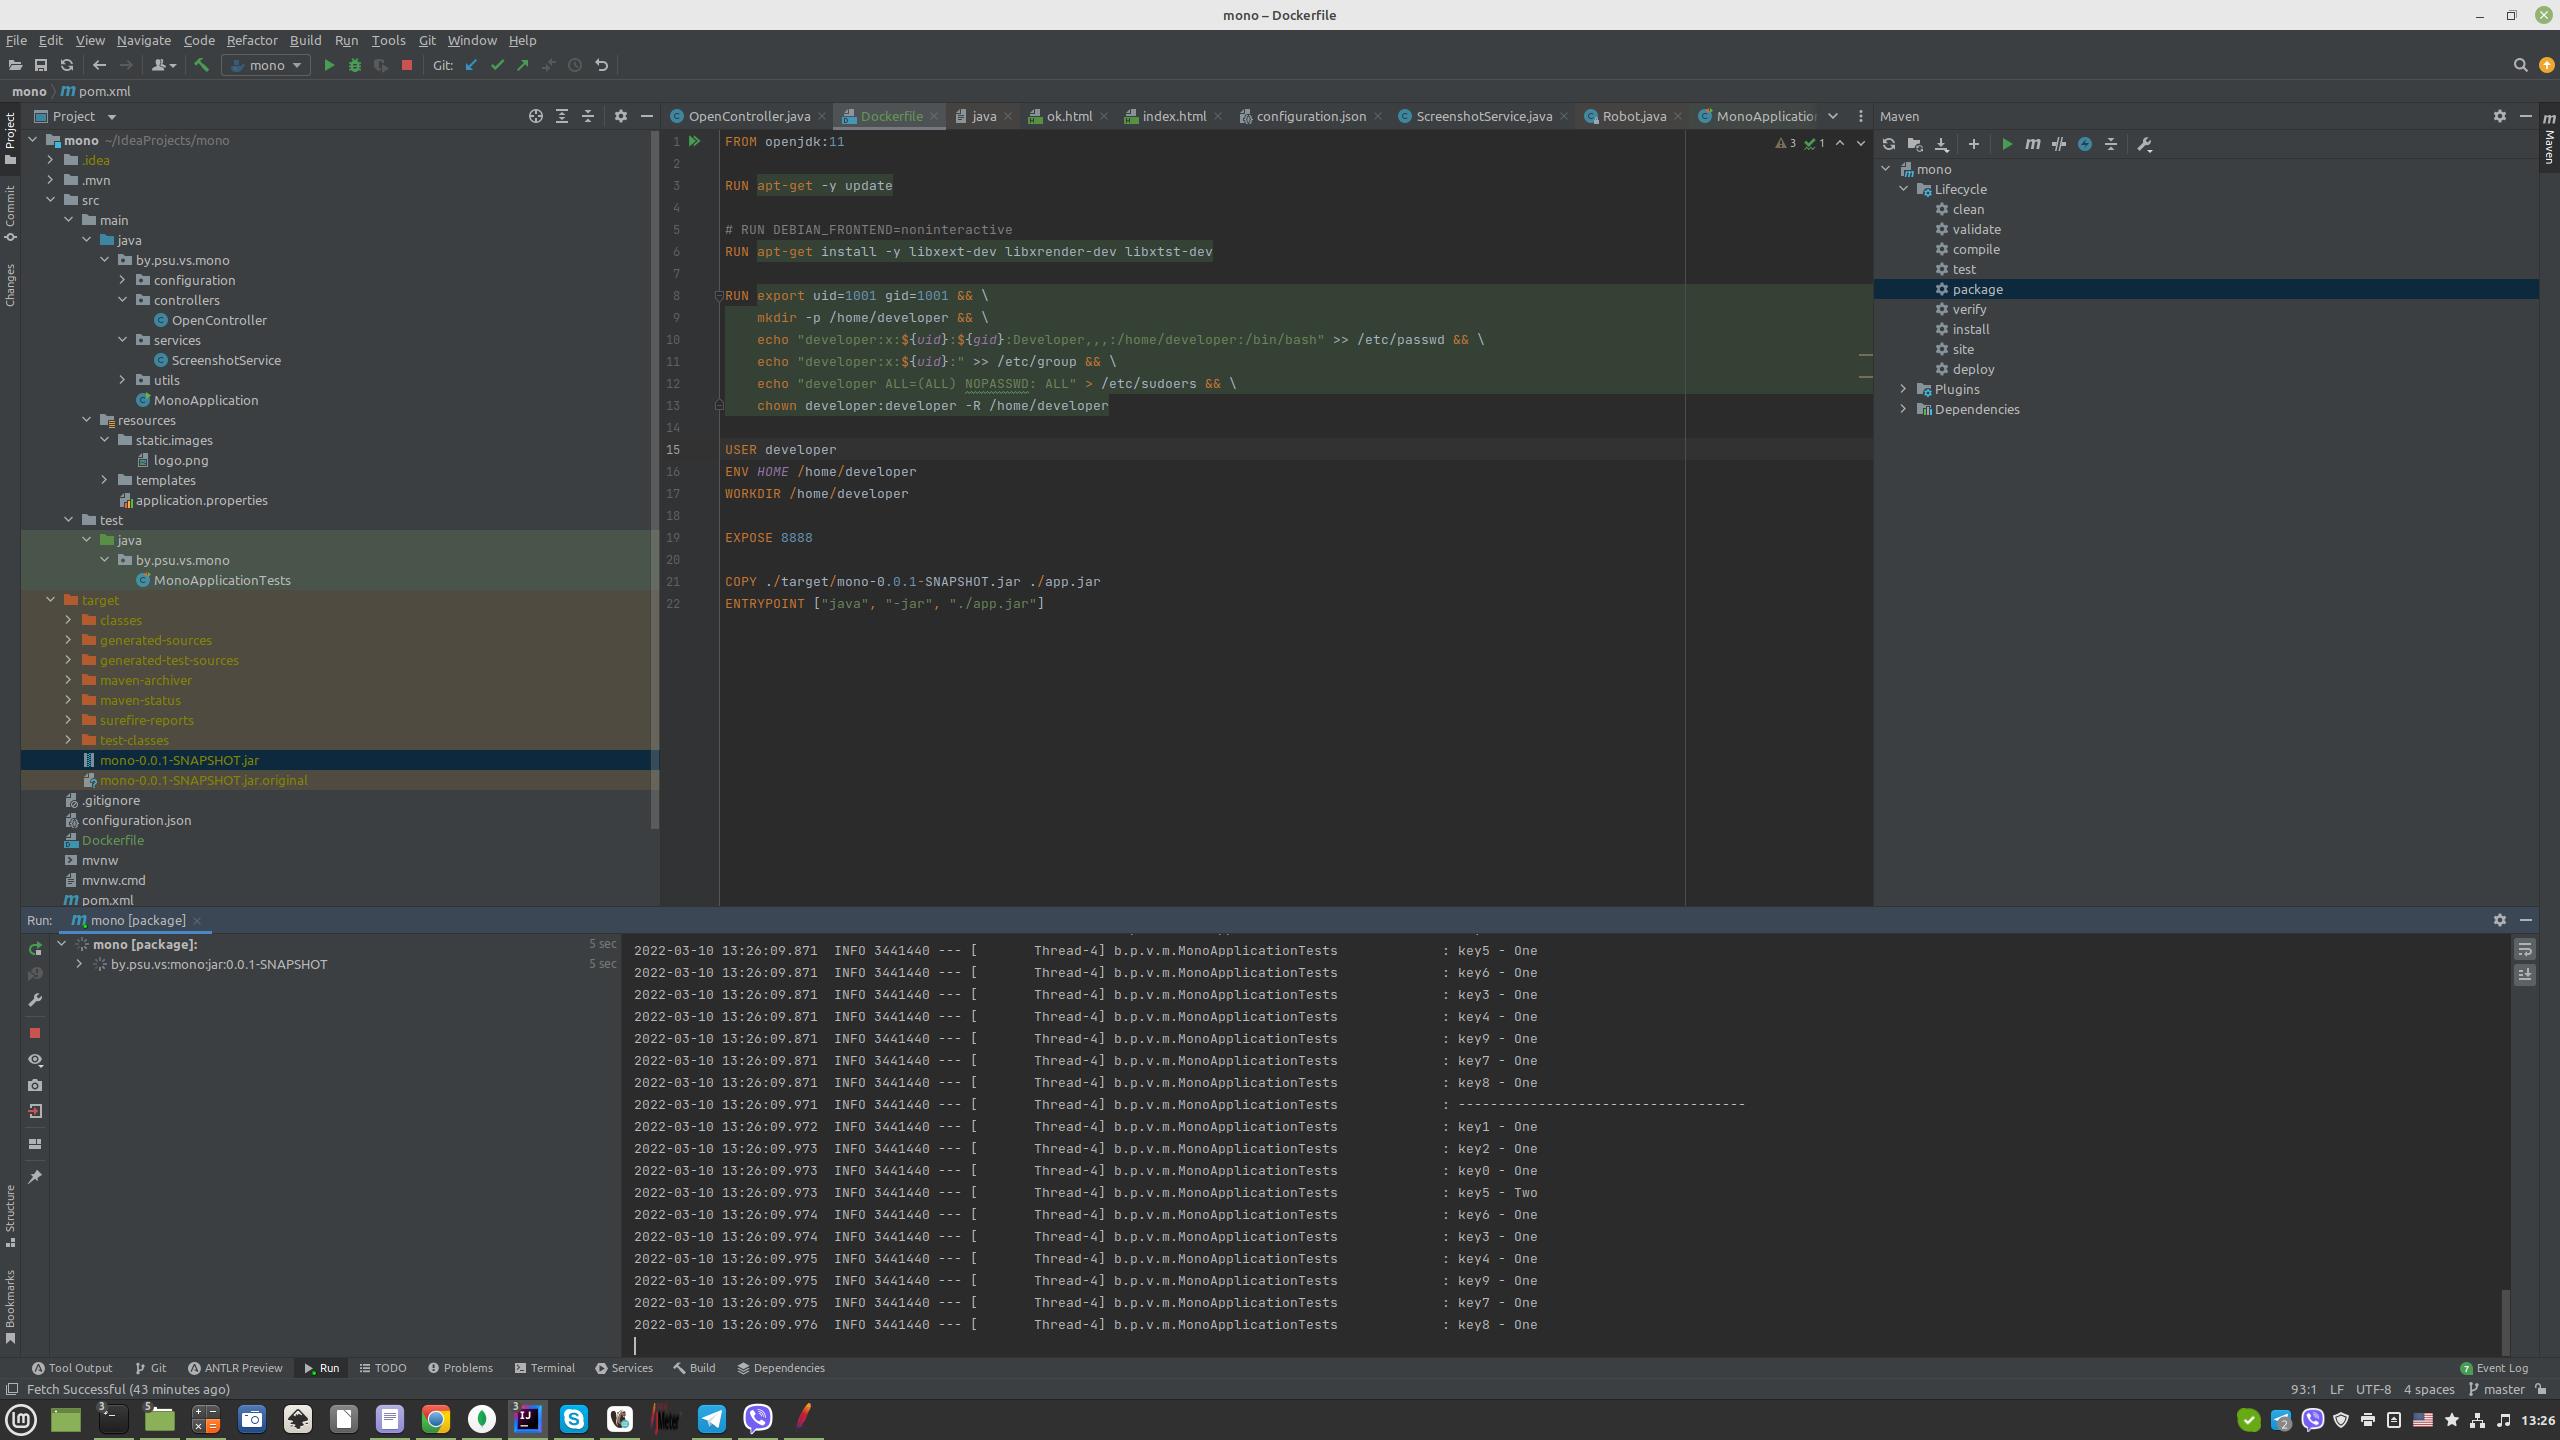 mono – Dockerfile
File Edit View Navigate Code Refactor Build Run Tools Git Window Help
mono Git:
mono pom.xml
Project
OpenController.java Dockerfile java ok.html index.html configuration.json ScreenshotService.java Robot.java MonoApplication
Maven
Project
Commit
Changes
Structure
Bookmarks
Maven
mono ~/IdeaProjects/mono
.idea
.mvn
src
main
java
by.psu.vs.mono
configuration
controllers
OpenController
services
ScreenshotService
utils
MonoApplication
resources
static.images
logo.png
templates
application.properties
test
java
by.psu.vs.mono
MonoApplicationTests
target
classes
generated-sources
generated-test-sources
maven-archiver
maven-status
surefire-reports
test-classes
mono-0.0.1-SNAPSHOT.jar
mono-0.0.1-SNAPSHOT.jar.original
.gitignore
configuration.json
Dockerfile
mvnw
mvnw.cmd
pom.xml
3 1
1 FROM openjdk:11
2
3 RUN apt-get -y update
4
5 # RUN DEBIAN_FRONTEND=noninteractive
6 RUN apt-get install -y libxext-dev libxrender-dev libxtst-dev
7
8 RUN export uid=1001 gid=1001 && \
9 mkdir -p /home/developer && \
10 echo "developer:x:${uid}:${gid}:Developer,,,:/home/developer:/bin/bash" >> /etc/passwd && \
11 echo "developer:x:${uid}:" >> /etc/group && \
12 echo "developer ALL=(ALL) NOPASSWD: ALL" > /etc/sudoers && \
13 chown developer:developer -R /home/developer
14
15 USER developer
16 ENV HOME /home/developer
17 WORKDIR /home/developer
18
19 EXPOSE 8888
20
21 COPY ./target/mono-0.0.1-SNAPSHOT.jar ./app.jar
22 ENTRYPOINT ["java", "-jar", "./app.jar"]
mono
Lifecycle
clean
validate
compile
test
package
verify
install
site
deploy
Plugins
Dependencies
Run: mono [package]
mono [package]: 5 sec
by.psu.vs:mono:jar:0.0.1-SNAPSHOT 5 sec
2022-03-10 13:26:09.871 INFO 3441440 --- [ Thread-4] b.p.v.m.MonoApplicationTests : key5 - One
2022-03-10 13:26:09.871 INFO 3441440 --- [ Thread-4] b.p.v.m.MonoApplicationTests : key6 - One
2022-03-10 13:26:09.871 INFO 3441440 --- [ Thread-4] b.p.v.m.MonoApplicationTests : key3 - One
2022-03-10 13:26:09.871 INFO 3441440 --- [ Thread-4] b.p.v.m.MonoApplicationTests : key4 - One
2022-03-10 13:26:09.871 INFO 3441440 --- [ Thread-4] b.p.v.m.MonoApplicationTests : key9 - One
2022-03-10 13:26:09.871 INFO 3441440 --- [ Thread-4] b.p.v.m.MonoApplicationTests : key7 - One
2022-03-10 13:26:09.871 INFO 3441440 --- [ Thread-4] b.p.v.m.MonoApplicationTests : key8 - One
2022-03-10 13:26:09.971 INFO 3441440 --- [ Thread-4] b.p.v.m.MonoApplicationTests : ------------------------------------
2022-03-10 13:26:09.972 INFO 3441440 --- [ Thread-4] b.p.v.m.MonoApplicationTests : key1 - One
2022-03-10 13:26:09.973 INFO 3441440 --- [ Thread-4] b.p.v.m.MonoApplicationTests : key2 - One
2022-03-10 13:26:09.973 INFO 3441440 --- [ Thread-4] b.p.v.m.MonoApplicationTests : key0 - One
2022-03-10 13:26:09.973 INFO 3441440 --- [ Thread-4] b.p.v.m.MonoApplicationTests : key5 - Two
2022-03-10 13:26:09.974 INFO 3441440 --- [ Thread-4] b.p.v.m.MonoApplicationTests : key6 - One
2022-03-10 13:26:09.974 INFO 3441440 --- [ Thread-4] b.p.v.m.MonoApplicationTests : key3 - One
2022-03-10 13:26:09.975 INFO 3441440 --- [ Thread-4] b.p.v.m.MonoApplicationTests : key4 - One
2022-03-10 13:26:09.975 INFO 3441440 --- [ Thread-4] b.p.v.m.MonoApplicationTests : key9 - One
2022-03-10 13:26:09.975 INFO 3441440 --- [ Thread-4] b.p.v.m.MonoApplicationTests : key7 - One
2022-03-10 13:26:09.976 INFO 3441440 --- [ Thread-4] b.p.v.m.MonoApplicationTests : key8 - One
Tool Output Git ANTLR Preview Run TODO Problems Terminal Services Build Dependencies 7 Event Log
Fetch Successful (43 minutes ago) 93:1 LF UTF-8 4 spaces master
3 5 3 IJ 2 13:26